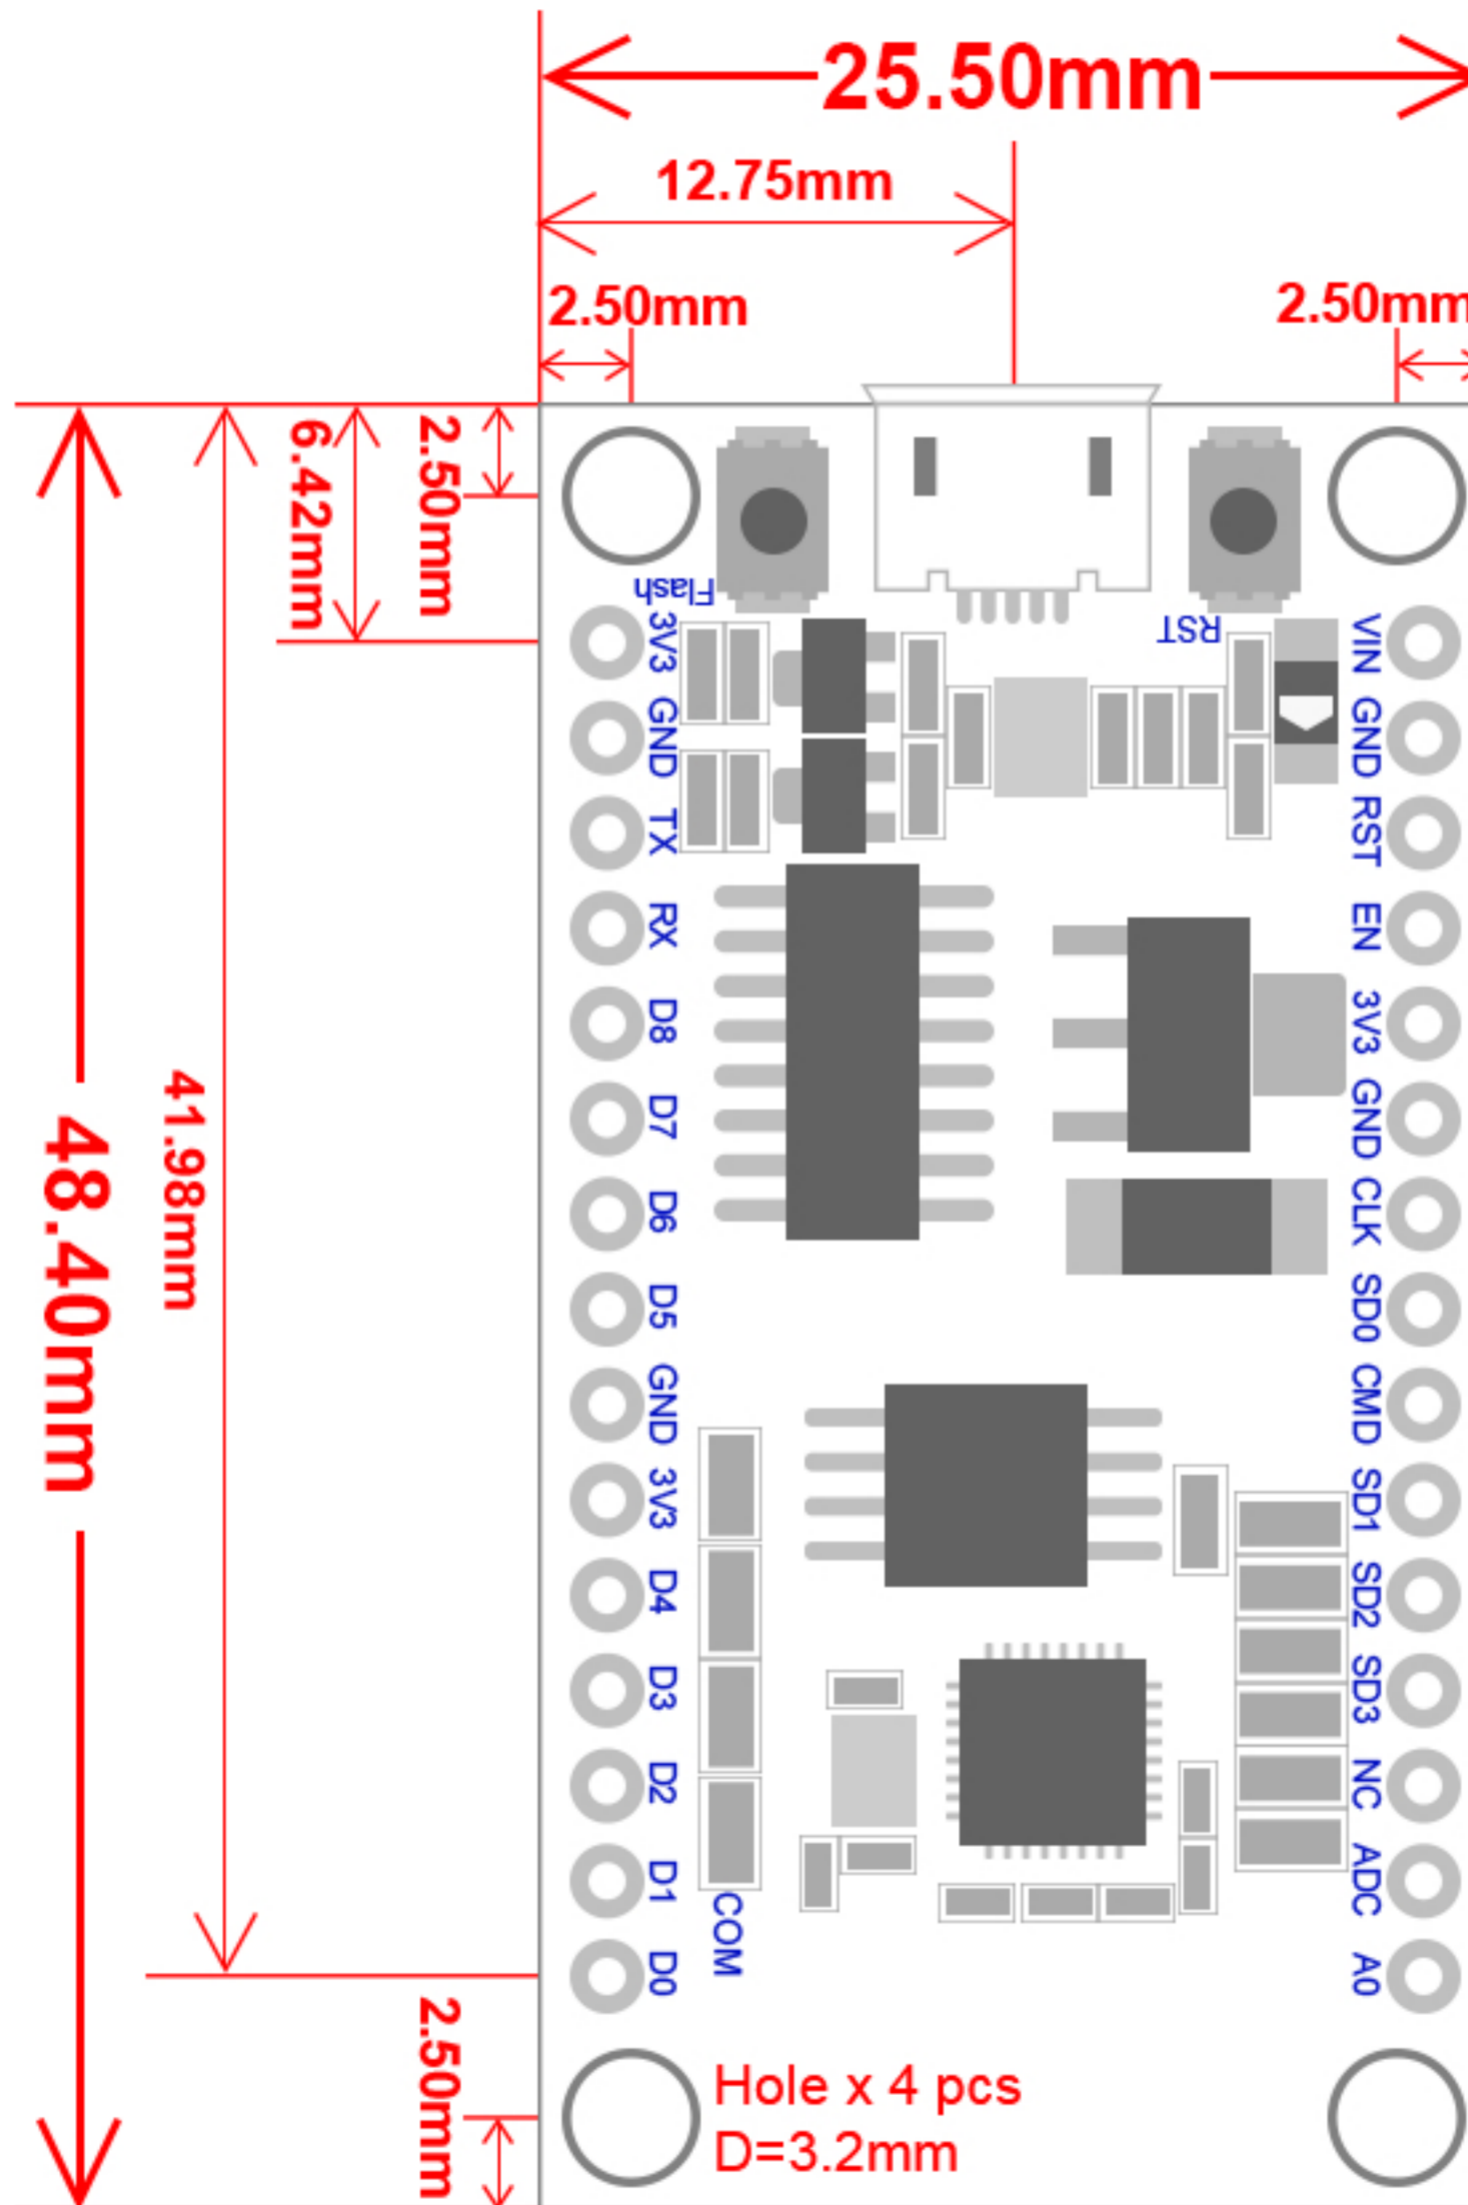 25.50mm
12.75mm
2.50mm
2.50mm
6.42mm
2.50mm
48.40mm
41.98mm
2.50mm
Flash
RST
3V3
GND
TX
RX
D8
D7
D6
D5
GND
3V3
D4
D3
D2
D1
D0
COM
VIN
GND
RST
EN
3V3
GND
CLK
SD0
CMD
SD1
SD2
SD3
NC
ADC
A0
Hole x 4 pcs
D=3.2mm